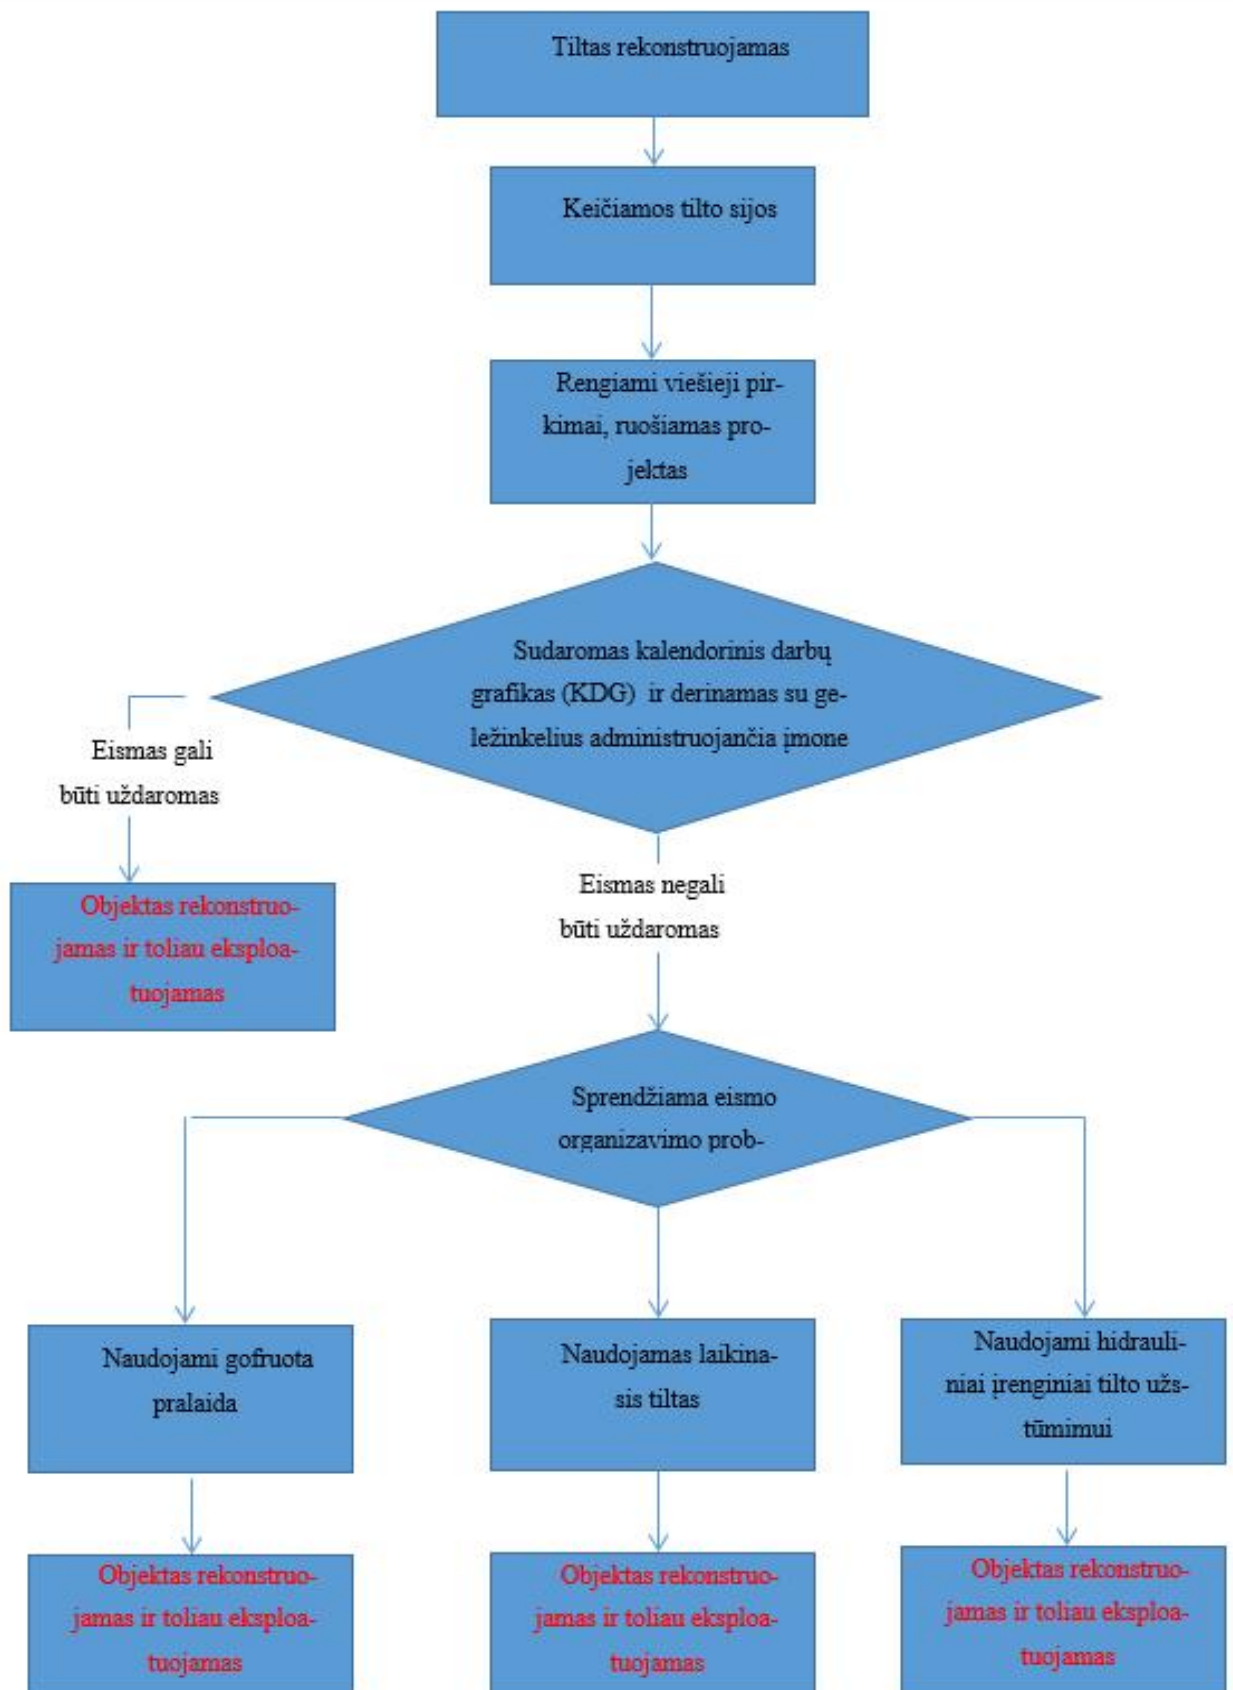 Tiltas rekonstruojamas
Keičiamos tilto sijos
Rengiami viešieji pir-
kimai, ruošiamas pro-
jektas
Sudaromas kalendorinis darbų
grafikas (KDG) ir derinamas su ge-
ležinkelius administruojančia įmone
Eismas gali
būti uždaromas
Objektas rekonstruo-
jamas ir toliau eksploa-
tuojamas
Eismas negali
būti uždaromas
Sprendžiama eismo
organizavimo prob-
Naudojami gofruota
pralaida
Naudojamas laikina-
sis tiltas
Naudojami hidrauli-
niai įrenginiai tilto užs-
tūmimui
Objektas rekonstruo-
jamas ir toliau eksploa-
tuojamas
Objektas rekonstruo-
jamas ir toliau eksploa-
tuojamas
Objektas rekonstruo-
jamas ir toliau eksploa-
tuojamas